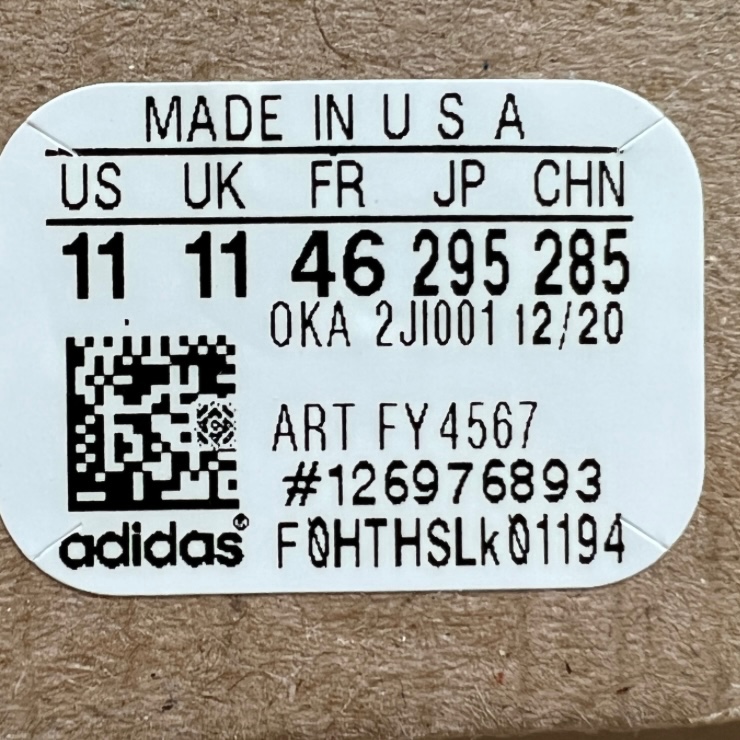 MADE IN U S A
US UK FR JP CHN
11 11 46 295 285
OKA 2JI001 12/20
ART FY4567
#126976893
adidas® F0HTHSLk01194